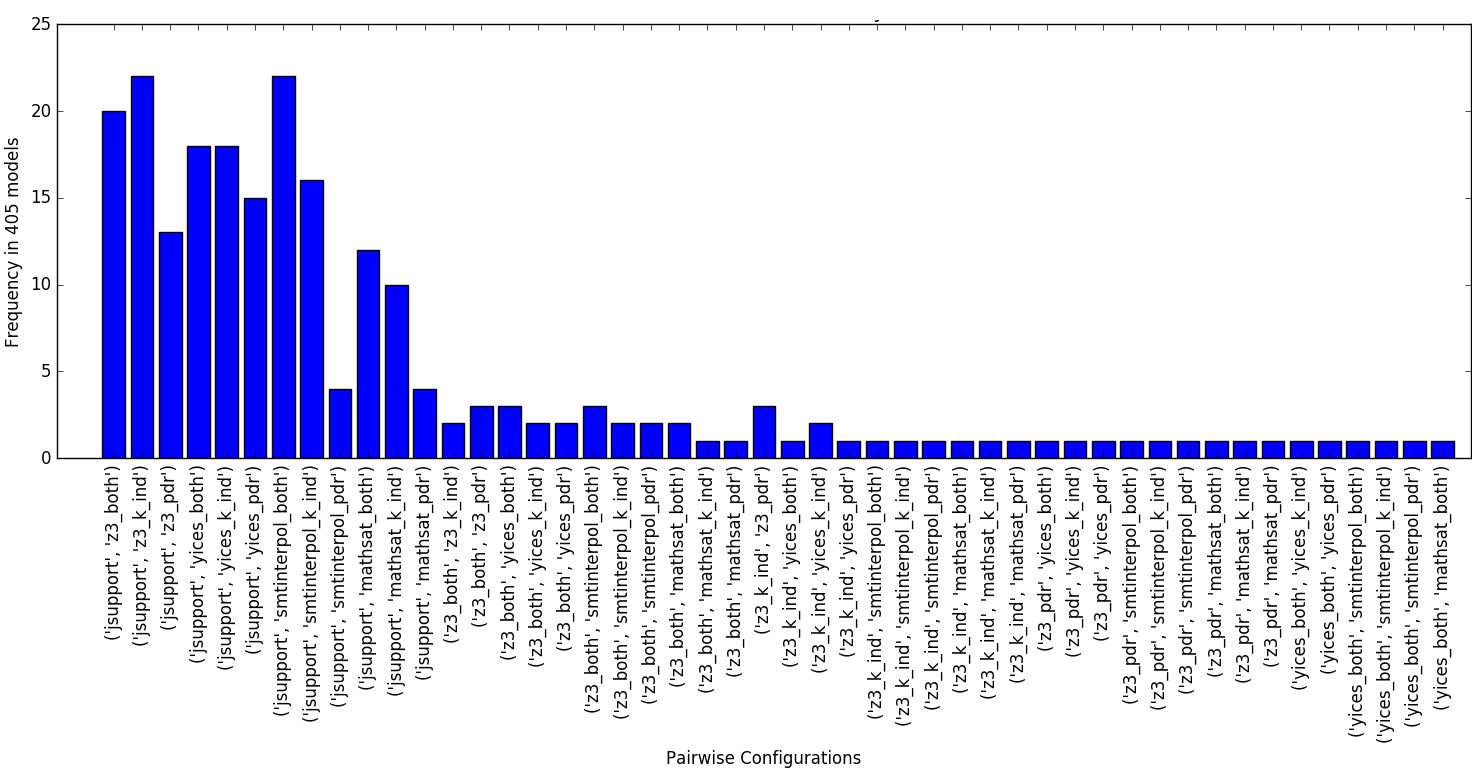 25
20
15
10
5
0
Frequency in 405 models
('jsupport', 'z3_both')
('jsupport', 'z3_k_ind')
('jsupport', 'z3_pdr')
('jsupport', 'yices_both')
('jsupport', 'yices_k_ind')
('jsupport', 'yices_pdr')
('jsupport', 'smtinterpol_both')
('jsupport', 'smtinterpol_k_ind')
('jsupport', 'smtinterpol_pdr')
('jsupport', 'mathsat_both')
('jsupport', 'mathsat_k_ind')
('jsupport', 'mathsat_pdr')
('z3_both', 'z3_k_ind')
('z3_both', 'z3_pdr')
('z3_both', 'yices_both')
('z3_both', 'yices_k_ind')
('z3_both', 'yices_pdr')
('z3_both', 'smtinterpol_both')
('z3_both', 'smtinterpol_k_ind')
('z3_both', 'smtinterpol_pdr')
('z3_both', 'mathsat_both')
('z3_both', 'mathsat_k_ind')
('z3_both', 'mathsat_pdr')
('z3_k_ind', 'z3_pdr')
('z3_k_ind', 'yices_both')
('z3_k_ind', 'yices_k_ind')
('z3_k_ind', 'yices_pdr')
('z3_k_ind', 'smtinterpol_both')
('z3_k_ind', 'smtinterpol_k_ind')
('z3_k_ind', 'smtinterpol_pdr')
('z3_k_ind', 'mathsat_both')
('z3_k_ind', 'mathsat_k_ind')
('z3_k_ind', 'mathsat_pdr')
('z3_pdr', 'yices_both')
('z3_pdr', 'yices_k_ind')
('z3_pdr', 'yices_pdr')
('z3_pdr', 'smtinterpol_both')
('z3_pdr', 'smtinterpol_k_ind')
('z3_pdr', 'smtinterpol_pdr')
('z3_pdr', 'mathsat_both')
('z3_pdr', 'mathsat_k_ind')
('z3_pdr', 'mathsat_pdr')
('yices_both', 'yices_k_ind')
('yices_both', 'yices_pdr')
('yices_both', 'smtinterpol_both')
('yices_both', 'smtinterpol_k_ind')
('yices_both', 'smtinterpol_pdr')
('yices_both', 'mathsat_both')
Pairwise Configurations